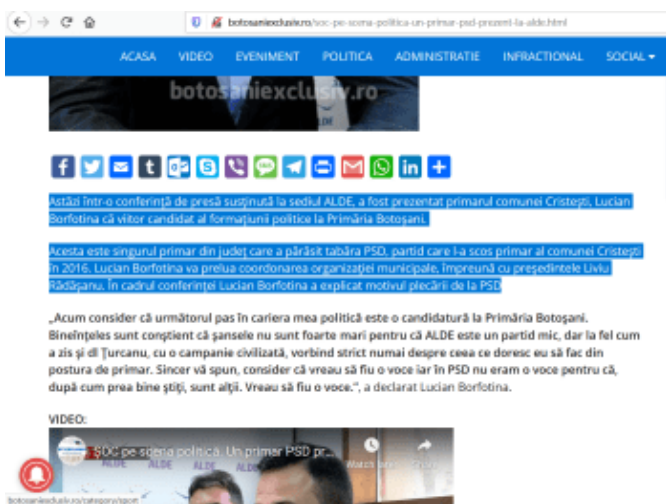 botosaniexclusiv.ro/soc-pe-scena-politica-un-primar-psd-prezent-la-alde.html
ACASA VIDEO EVENIMENT POLITICA ADMINISTRATIE INFRACTIONAL SOCIAL
botosaniexclusiv.ro
Astăzi într-o conferință de presă susținută la sediul ALDE, a fost prezentat primarul comunei Cristești, Lucian
Borfotina că viitor candidat al formațiunii politice la Primăria Botoșani.
Acesta este singurul primar din județ care a părăsit tabăra PSD, partid care l-a scos primar al comunei Cristești
în 2016. Lucian Borfotina va prelua coordonarea organizației municipale, împreună cu președintele Liviu
Rădășanu. În cadrul conferinței Lucian Borfotina a explicat motivul plecării de la PSD
„Acum consider că următorul pas în cariera mea politică este o candidatură la Primăria Botoșani.
Bineînțeles sunt conștient că șansele nu sunt foarte mari pentru că ALDE este un partid mic, dar la fel cum
a zis și dl Țurcanu, cu o campanie civilizată, vorbind strict numai despre ceea ce doresc eu să fac din
postura de primar. Sincer vă spun, consider că vreau să fiu o voce iar în PSD nu eram o voce pentru că,
după cum prea bine știți, sunt alții. Vreau să fiu o voce.", a declarat Lucian Borfotina.
VIDEO:
ȘOC pe scena politică. Un primar PSD pr...
ALDE ALDE ALDE ALDE
Watch later Share
botosaniexclusiv.ro/category/sport